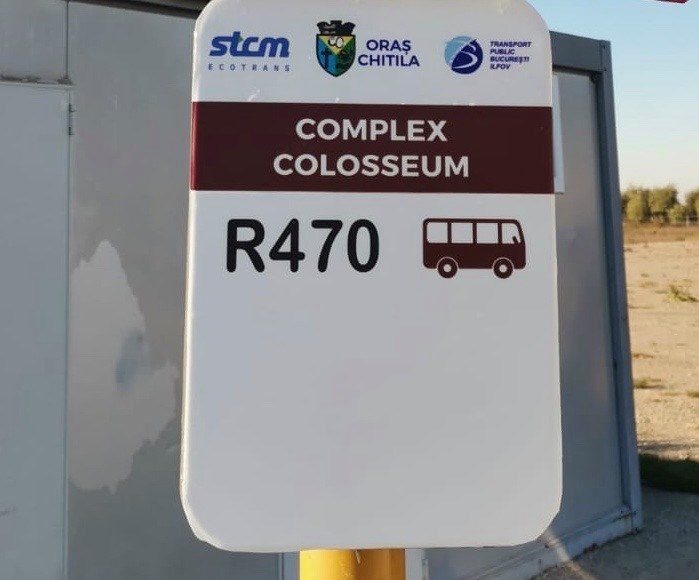 stcm
ECOTRANS
ORAȘ
CHITILA
TRANSPORT
PUBLIC
BUCUREȘTI
ILFOV
COMPLEX
COLOSSEUM
R470